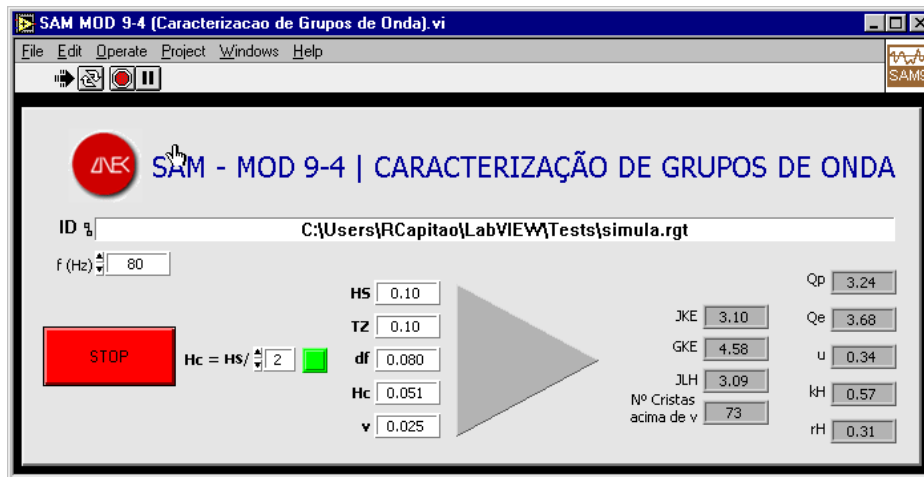 SAM MOD 9-4 (Caracterizacao de Grupos de Onda).vi
File Edit Operate Project Windows Help
SAMS
LNEC
SAM - MOD 9-4 | CARACTERIZAÇÃO DE GRUPOS DE ONDA
ID C:\Users\RCapitao\LabVIEW\Tests\simula.rgt
f (Hz) 80
STOP
Hc = HS/ 2
HS 0.10
TZ 0.10
df 0.080
Hc 0.051
v 0.025
JKE 3.10
GKE 4.58
JLH 3.09
Nº Cristas
acima de v 73
Qp 3.24
Qe 3.68
u 0.34
kH 0.57
rH 0.31